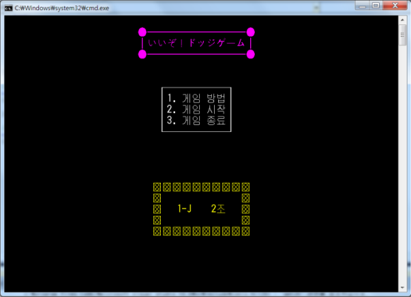 C:₩Windows₩system32₩cmd.exe
いいぞ！ドッジゲーム
1. 게임 방법
2. 게임 시작
3. 게임 종료
1-J 2조